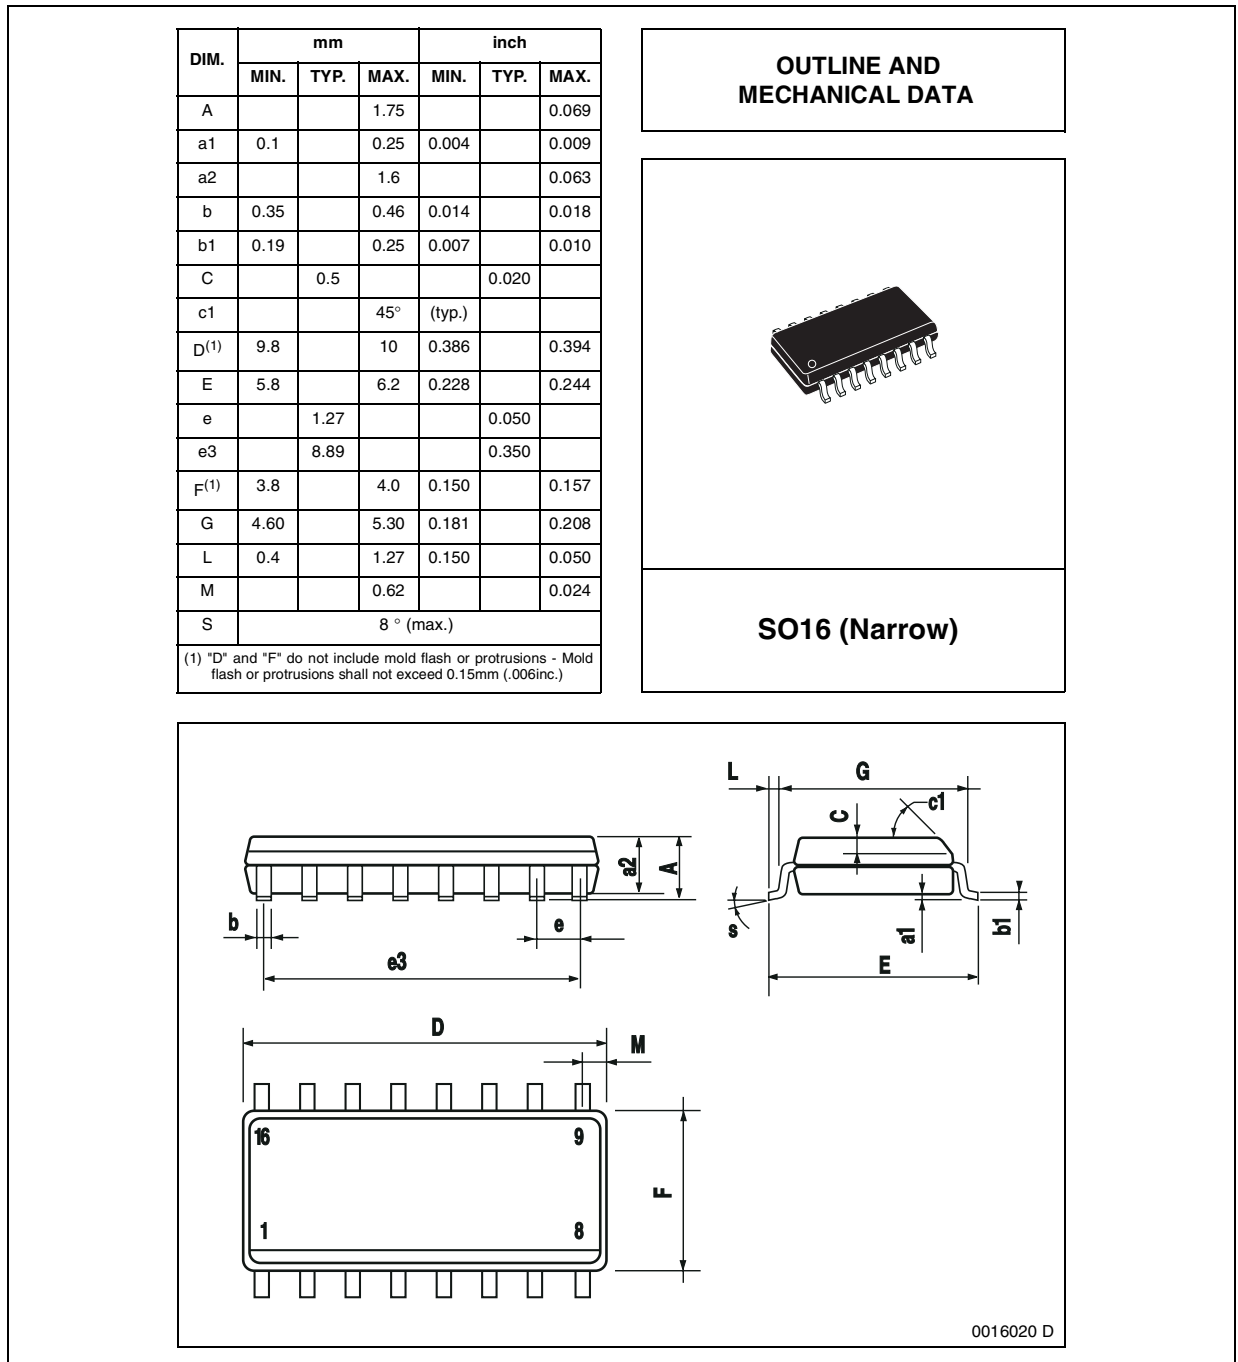 DIM. mm inch
MIN. TYP. MAX. MIN. TYP. MAX.
A 1.75 0.069
a1 0.1 0.25 0.004 0.009
a2 1.6 0.063
b 0.35 0.46 0.014 0.018
b1 0.19 0.25 0.007 0.010
C 0.5 0.020
c1 45° (typ.)
D(1) 9.8 10 0.386 0.394
E 5.8 6.2 0.228 0.244
e 1.27 0.050
e3 8.89 0.350
F(1) 3.8 4.0 0.150 0.157
G 4.60 5.30 0.181 0.208
L 0.4 1.27 0.150 0.050
M 0.62 0.024
S 8 ° (max.)
(1) "D" and "F" do not include mold flash or protrusions - Mold
flash or protrusions shall not exceed 0.15mm (.006inc.)
OUTLINE AND
MECHANICAL DATA
SO16 (Narrow)
L G
c1
C
a2 A
b e
s a1 b1
e3 E
D
M
16 9
F
1 8
0016020 D